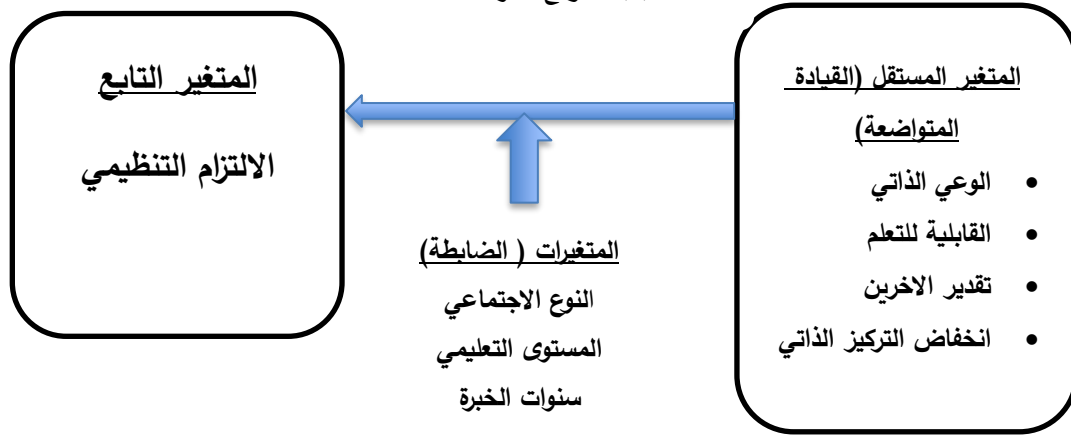 المتغير المستقل (القيادة
المتواضعة)
• الوعي الذاتي
• القابلية للتعلم
• تقدير الاخرين
• انخفاض التركيز الذاتي
المتغير التابع
الالتزام التنظيمي
المتغيرات ( الضابطة)
النوع الاجتماعي
المستوى التعليمي
سنوات الخبرة